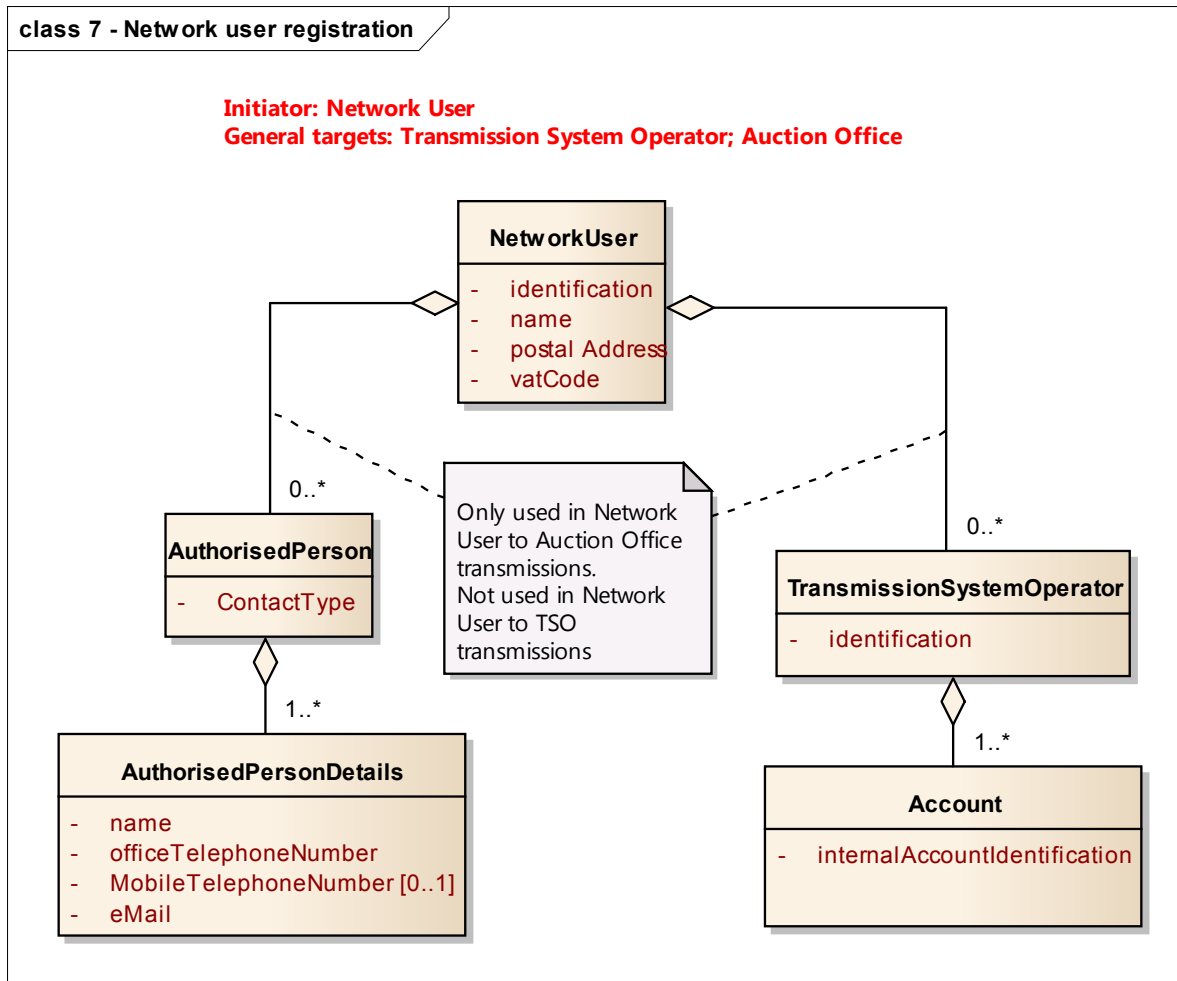 class 7 - Network user registration
Initiator: Network User
General targets: Transmission System Operator; Auction Office
NetworkUser
- identification
- name
- postal Address
- vatCode
0..*
AuthorisedPerson
- ContactType
Only used in Network
User to Auction Office
transmissions.
Not used in Network
User to TSO
transmissions
0..*
TransmissionSystemOperator
- identification
1..*
AuthorisedPersonDetails
- name
- officeTelephoneNumber
- MobileTelephoneNumber [0..1]
- eMail
1..*
Account
- internalAccountIdentification